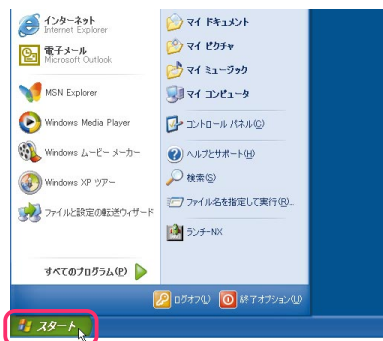 インターネット
Internet Explorer
電子メール
Microsoft Outlook
MSN Explorer
Windows Media Player
Windows ムービー メーカー
Windows XP ツアー
ファイルと設定の転送ウィザード
すべてのプログラム(P)
マイ ドキュメント
マイ ピクチャ
マイ ミュージック
マイ コンピュータ
コントロール パネル(C)
ヘルプとサポート(H)
検索(S)
ファイル名を指定して実行(R)...
ランチ-NX
ログオフ(L)
終了オプション(U)
スタート